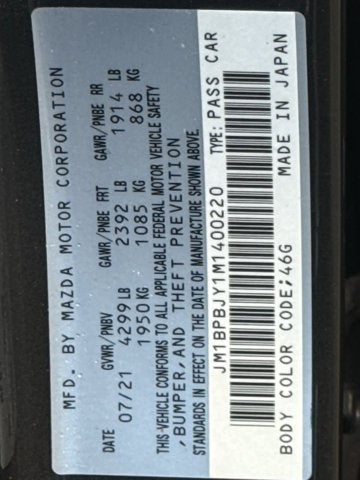 MFD. BY MAZDA MOTOR CORPORATION
DATE GVWR/PNBV GAWR/PNBE FRT GAWR/PNBE RR
07/21 4299LB 2392 LB 1914 LB
1950KG 1085 KG 868 KG
THIS VEHICLE CONFORMS TO ALL APPLICABLE FEDERAL MOTOR VEHICLE SAFETY
,BUMPER,AND THEFT PREVENTION
STANDARDS IN EFFECT ON THE DATE OF MANUFACTURE SHOWN ABOVE.
JM1BPBJY1M1400220 TYPE: PASS CAR
BODY COLOR CODE:46G MADE IN JAPAN